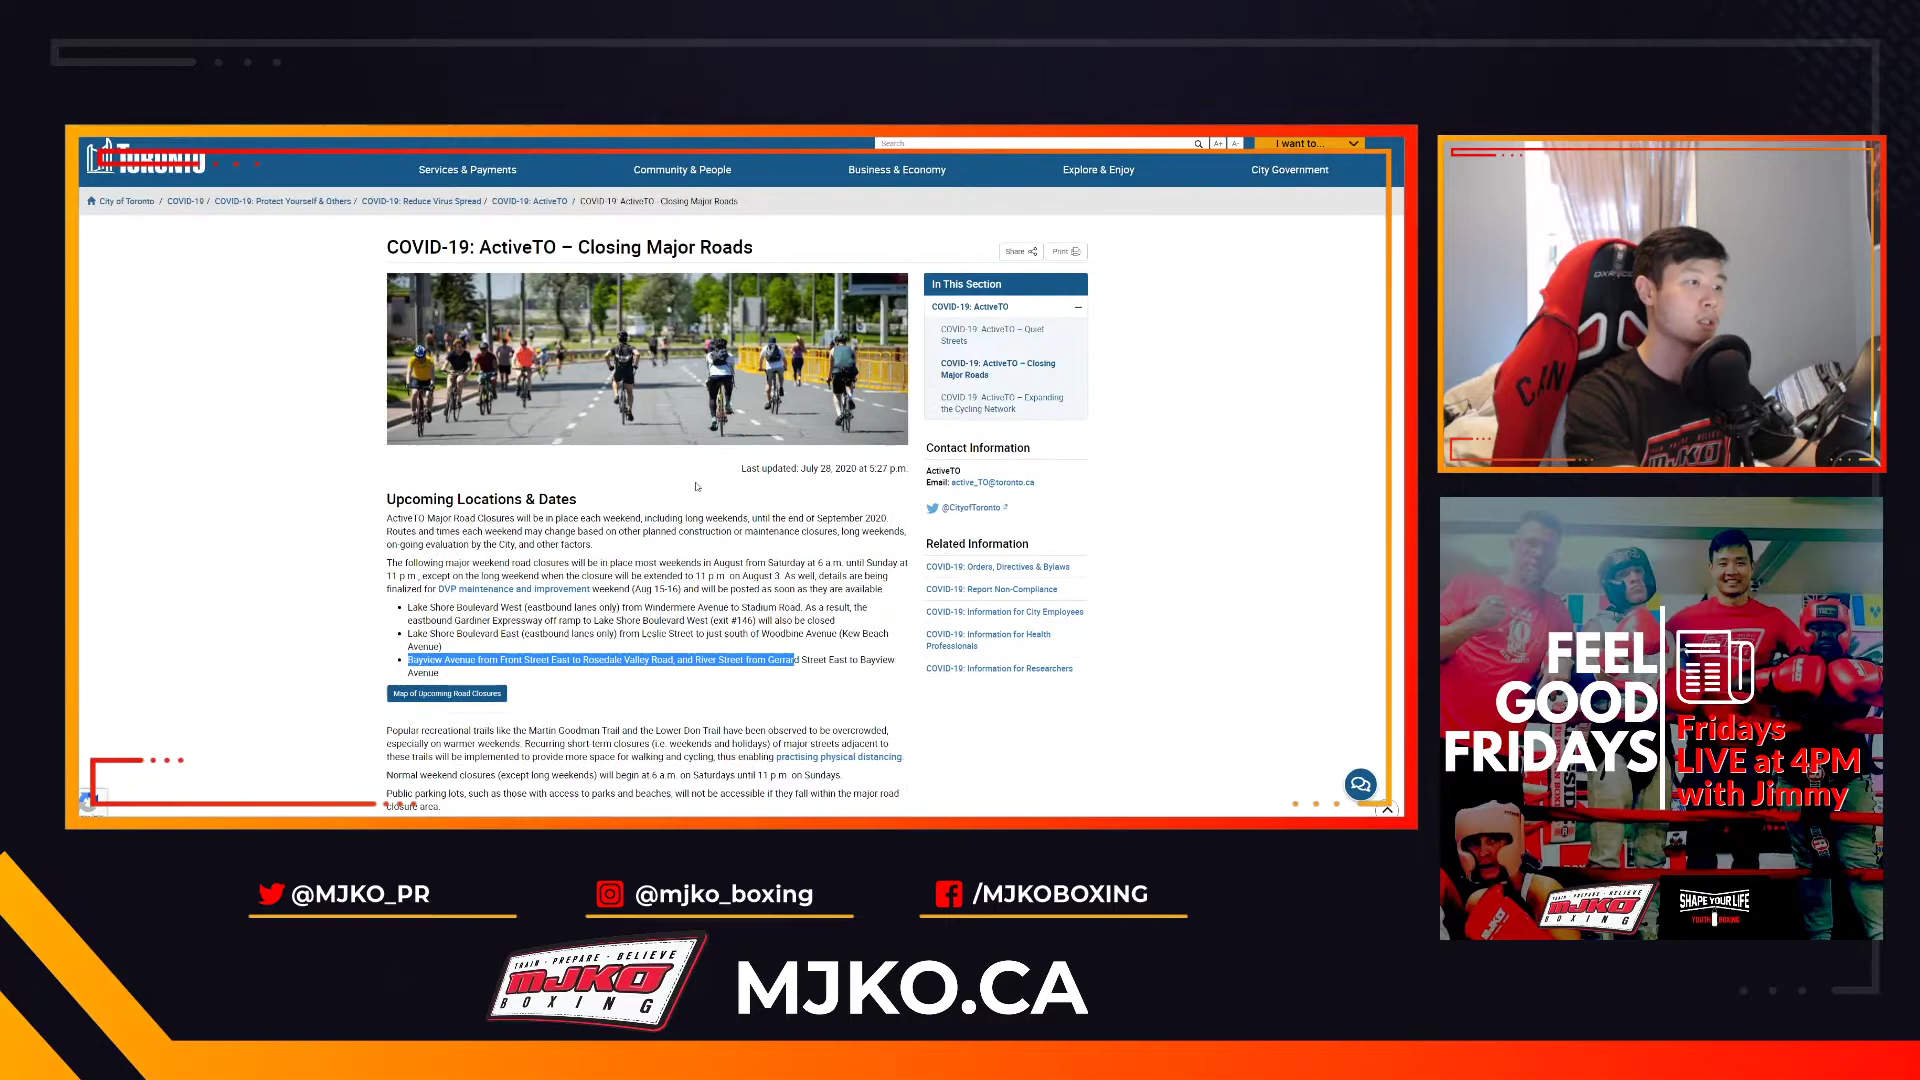 TORONTO
Search
A+
A-
I want to...
Services & Payments
Community & People
Business & Economy
Explore & Enjoy
City Government
City of Toronto / COVID-19 / COVID-19: Protect Yourself & Others / COVID-19: Reduce Virus Spread / COVID-19: ActiveTO / COVID-19: ActiveTO - Closing Major Roads
COVID-19: ActiveTO – Closing Major Roads
Share
Print
Last updated: July 28, 2020 at 5:27 p.m.
Upcoming Locations & Dates
ActiveTO Major Road Closures will be in place each weekend, including long weekends, until the end of September 2020.
Routes and times each weekend may change based on other planned construction or maintenance closures, long weekends,
on-going evaluation by the City, and other factors.
The following major weekend road closures will be in place most weekends in August from Saturday at 6 a.m. until Sunday at
11 p.m., except on the long weekend when the closure will be extended to 11 p.m. on August 3. As well, details are being
finalized for DVP maintenance and improvement weekend (Aug 15-16) and will be posted as soon as they are available
Lake Shore Boulevard West (eastbound lanes only) from Windermere Avenue to Stadium Road. As a result, the
eastbound Gardiner Expressway off ramp to Lake Shore Boulevard West (exit #146) will also be closed
Lake Shore Boulevard East (eastbound lanes only) from Leslie Street to just south of Woodbine Avenue (Kew Beach
Avenue)
Bayview Avenue from Front Street East to Rosedale Valley Road, and River Street from Gerrard Street East to Bayview
Avenue
Map of Upcoming Road Closures
Popular recreational trails like the Martin Goodman Trail and the Lower Don Trail have been observed to be overcrowded,
especially on warmer weekends. Recurring short-term closures (i.e. weekends and holidays) of major streets adjacent to
these trails will be implemented to provide more space for walking and cycling, thus enabling practising physical distancing.
Normal weekend closures (except long weekends) will begin at 6 a.m. on Saturdays until 11 p.m. on Sundays.
Public parking lots, such as those with access to parks and beaches, will not be accessible if they fall within the major road
closure area.
In This Section
COVID-19: ActiveTO
COVID-19: ActiveTO – Quiet
Streets
COVID-19: ActiveTO – Closing
Major Roads
COVID-19: ActiveTO – Expanding
the Cycling Network
Contact Information
ActiveTO
Email: active_TO@toronto.ca
@CityofToronto
Related Information
COVID-19: Orders, Directives & Bylaws
COVID-19: Report Non-Compliance
COVID-19: Information for City Employees
COVID-19: Information for Health
Professionals
COVID-19: Information for Researchers
DXRACER
CAN
TRAIN · PREPARE · BELIEVE
MJKO
FEEL
GOOD
FRIDAYS
Fridays
LIVE at 4PM
with Jimmy
TRAIN · PREPARE · BELIEVE
MJKO
BOXING
SHAPE YOUR LIFE
YOUTH BOXING
@MJKO_PR
@mjko_boxing
/MJKOBOXING
TRAIN · PREPARE · BELIEVE
MJKO
BOXING
MJKO.CA